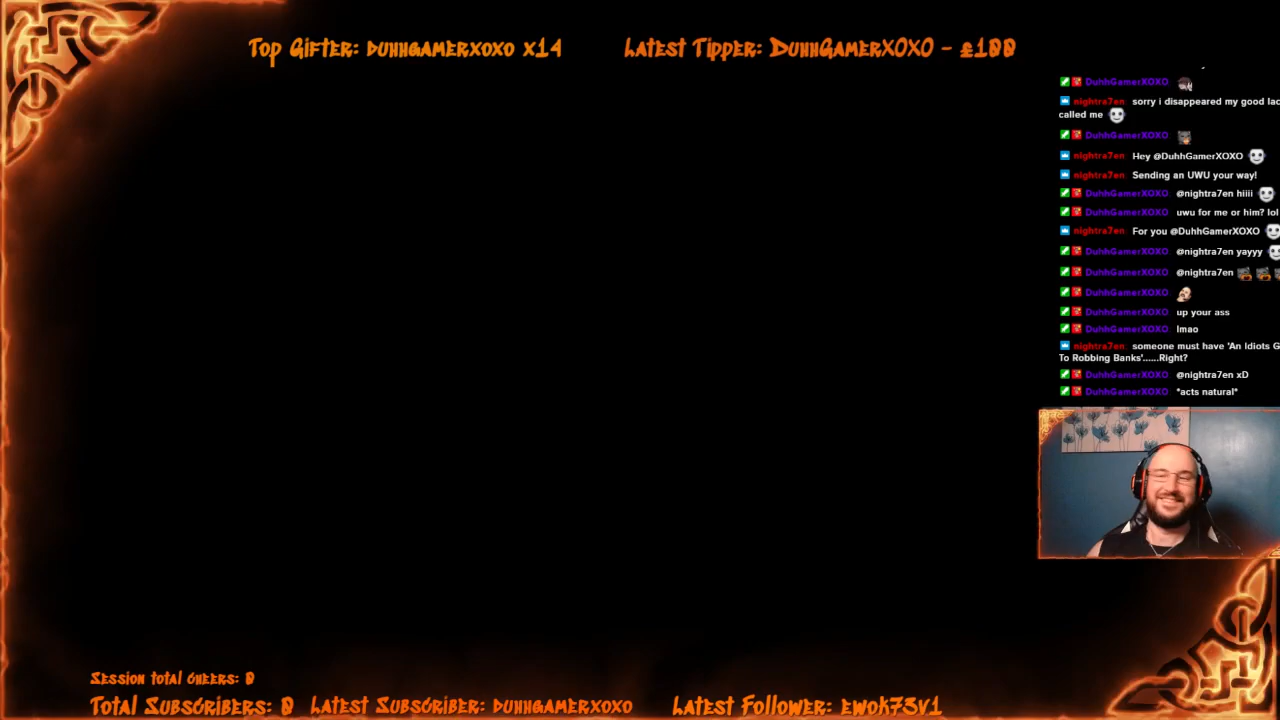 Top Gifter: duhhgamerxoxo x14
Latest Tipper: DuhhGamerXOXO - £100
DuhhGamerXOXO
nightra7en sorry i disappeared my good
called me
DuhhGamerXOXO
nightra7en Hey @DuhhGamerXOXO
nightra7en Sending an UWU your way!
DuhhGamerXOXO @nightra7en hiiii
DuhhGamerXOXO uwu for me or him? lol
nightra7en For you @DuhhGamerXOXO
DuhhGamerXOXO @nightra7en yayyy
DuhhGamerXOXO @nightra7en
DuhhGamerXOXO
DuhhGamerXOXO up your ass
DuhhGamerXOXO lmao
nightra7en someone must have 'An Idiots G
To Robbing Banks'......Right?
DuhhGamerXOXO @nightra7en xD
DuhhGamerXOXO *acts natural*
Session total cheers: 0
Total Subscribers: 0
Latest Subscriber: duhhgamerxoxo
Latest Follower: ewok73v1